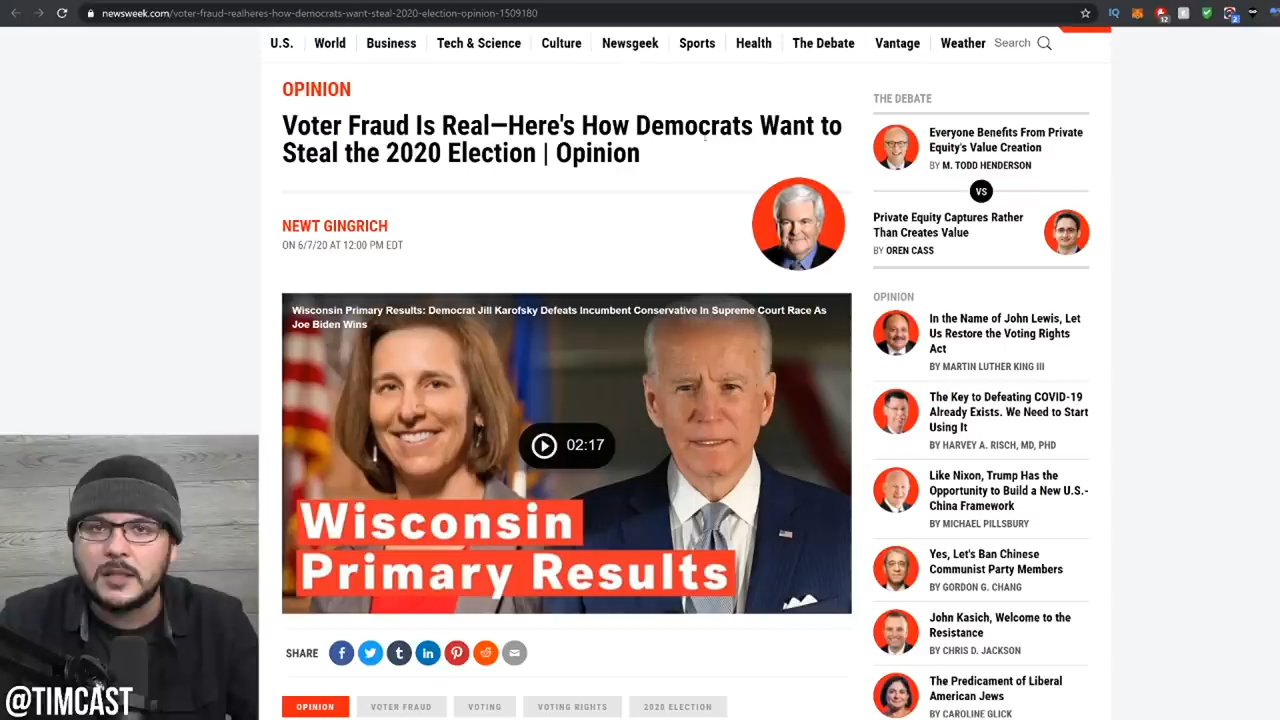 newsweek.com/voter-fraud-realheres-how-democrats-want-steal-2020-election-opinion-1509180
12
2
U.S. World Business Tech & Science Culture Newsgeek Sports Health The Debate Vantage Weather Search
OPINION
Voter Fraud Is Real—Here's How Democrats Want to
Steal the 2020 Election | Opinion
NEWT GINGRICH
ON 6/7/20 AT 12:00 PM EDT
Wisconsin Primary Results: Democrat Jill Karofsky Defeats Incumbent Conservative In Supreme Court Race As
Joe Biden Wins
02:17
Wisconsin
Primary Results
SHARE
OPINION VOTER FRAUD VOTING VOTING RIGHTS 2020 ELECTION
THE DEBATE
Everyone Benefits From Private
Equity's Value Creation
BY M. TODD HENDERSON
VS
Private Equity Captures Rather
Than Creates Value
BY OREN CASS
OPINION
In the Name of John Lewis, Let
Us Restore the Voting Rights
Act
BY MARTIN LUTHER KING III
The Key to Defeating COVID-19
Already Exists. We Need to Start
Using It
BY HARVEY A. RISCH, MD, PHD
Like Nixon, Trump Has the
Opportunity to Build a New U.S.-
China Framework
BY MICHAEL PILLSBURY
Yes, Let's Ban Chinese
Communist Party Members
BY GORDON G. CHANG
John Kasich, Welcome to the
Resistance
BY CHRIS D. JACKSON
The Predicament of Liberal
American Jews
BY CAROLINE GLICK
@TIMCAST